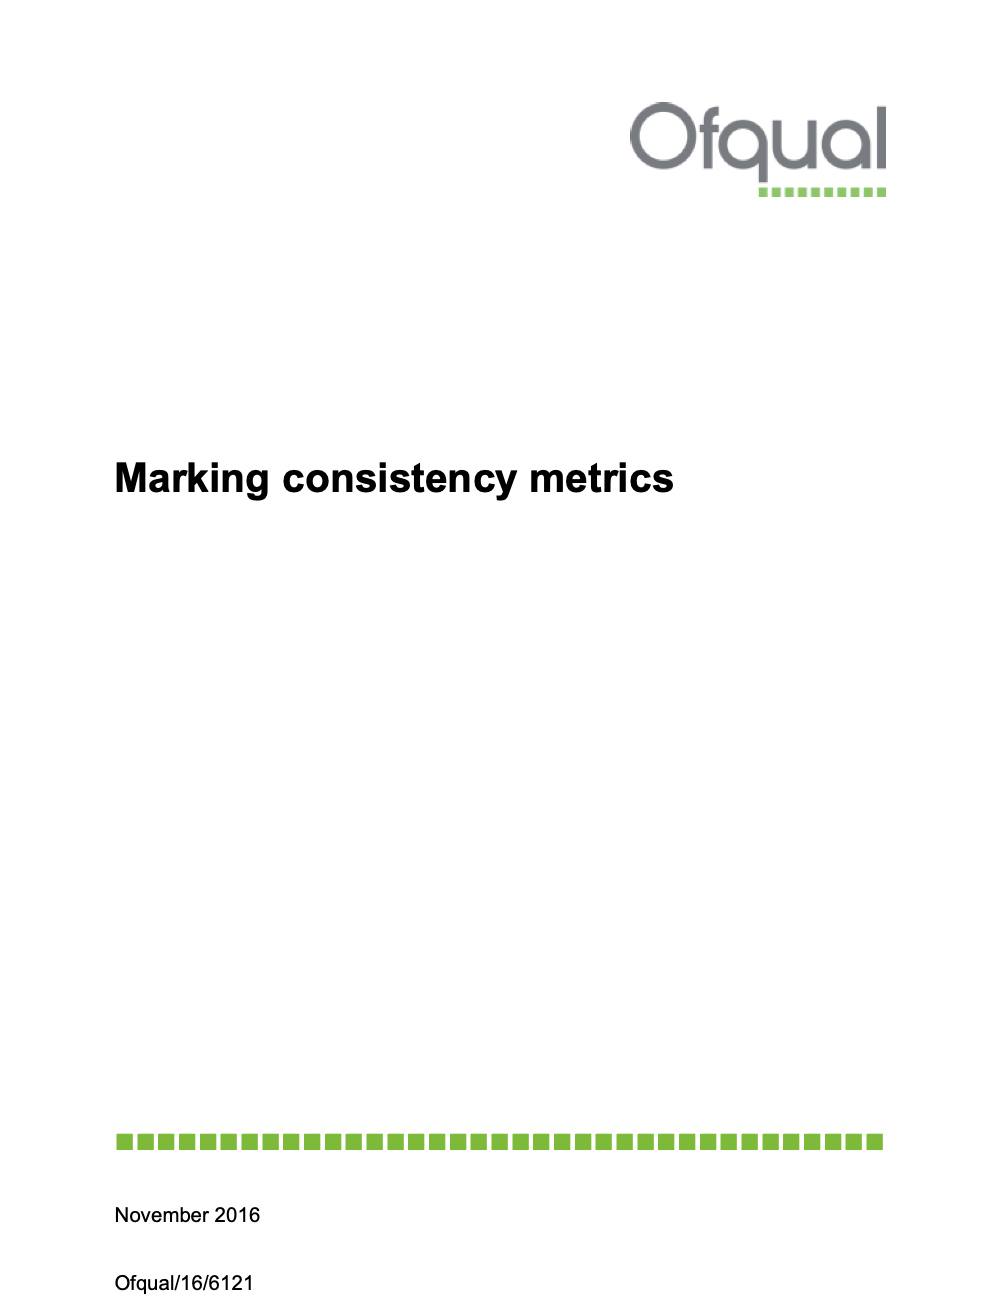 Ofqual
Marking consistency metrics
November 2016
Ofqual/16/6121